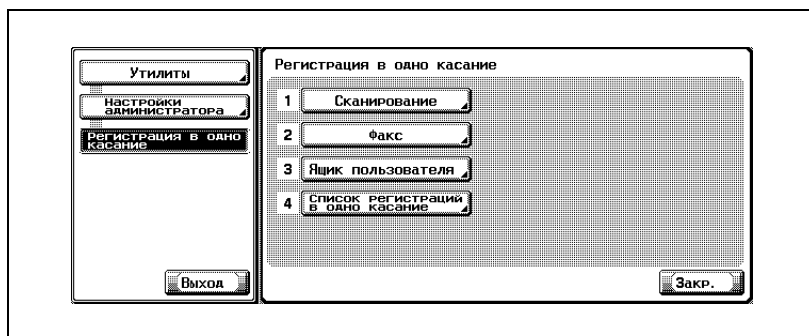 Утилиты
Настройки
администратора
Регистрация в одно
касание
Выход
Регистрация в одно касание
1 Сканирование
2 Факс
3 Ящик пользователя
4 Список регистраций
в одно касание
Закр.